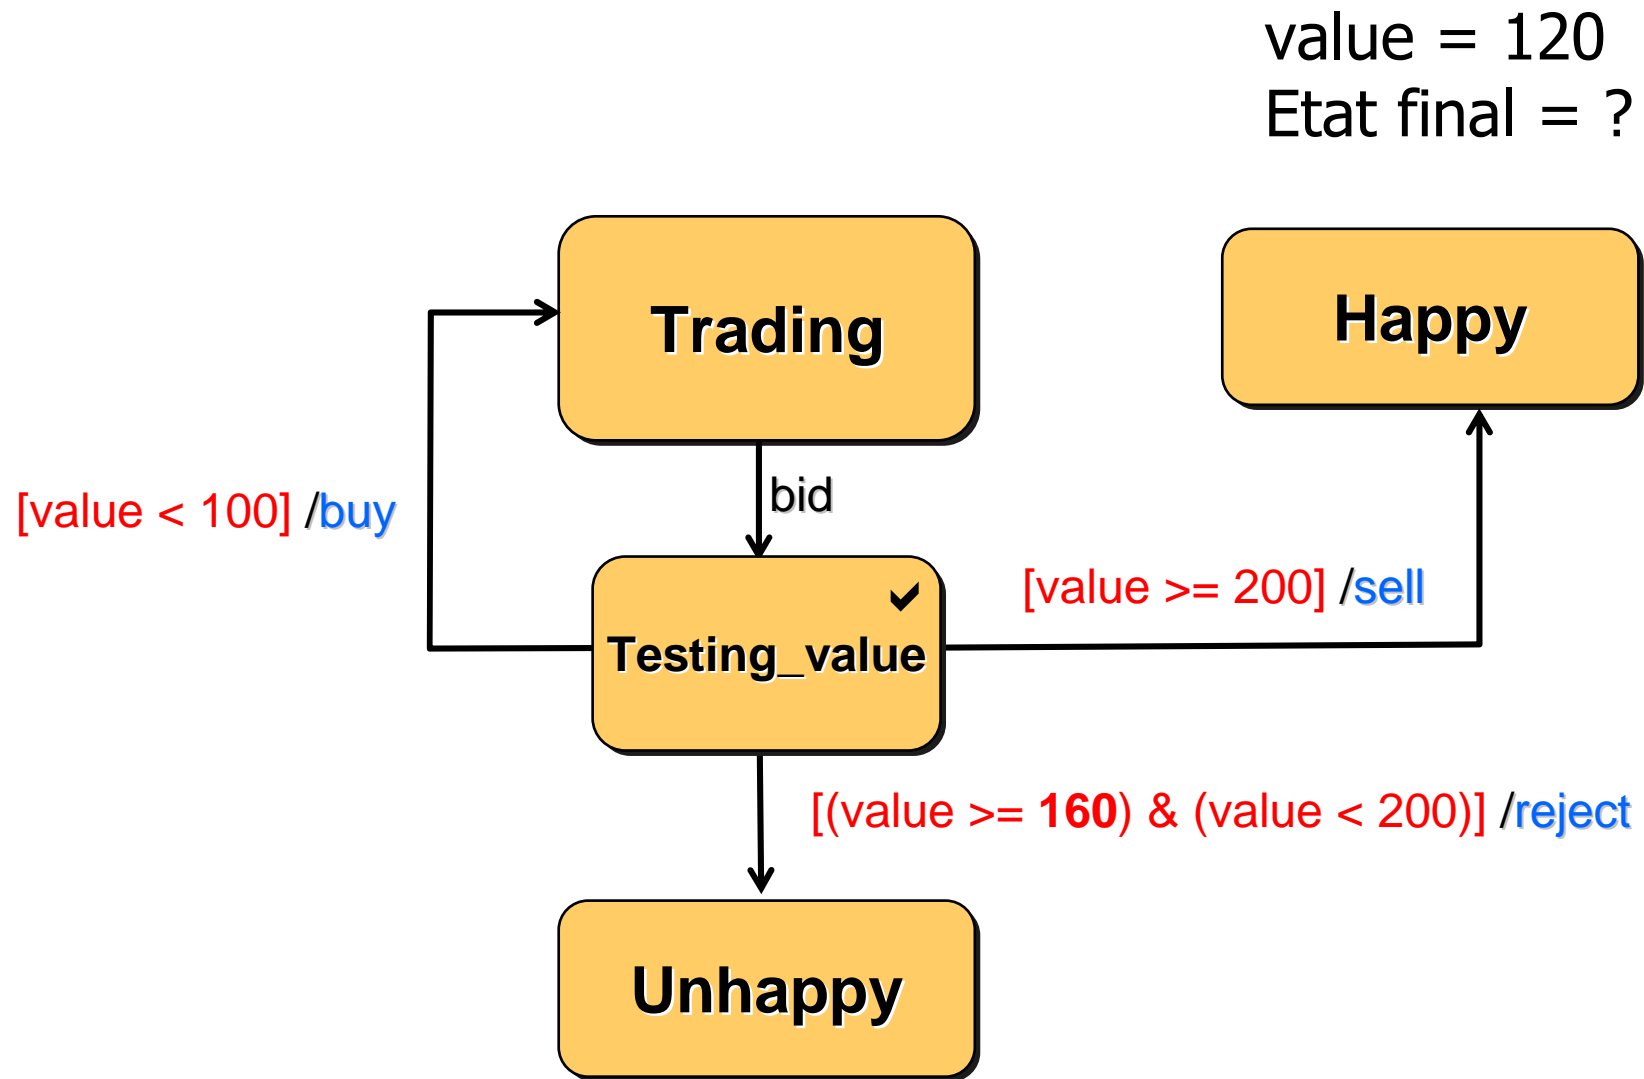 value = 120
Etat final = ?
Trading
Happy
[value < 100] /buy
bid
[value >= 200] /sell
Testing_value
[(value >= 160) & (value < 200)] /reject
Unhappy